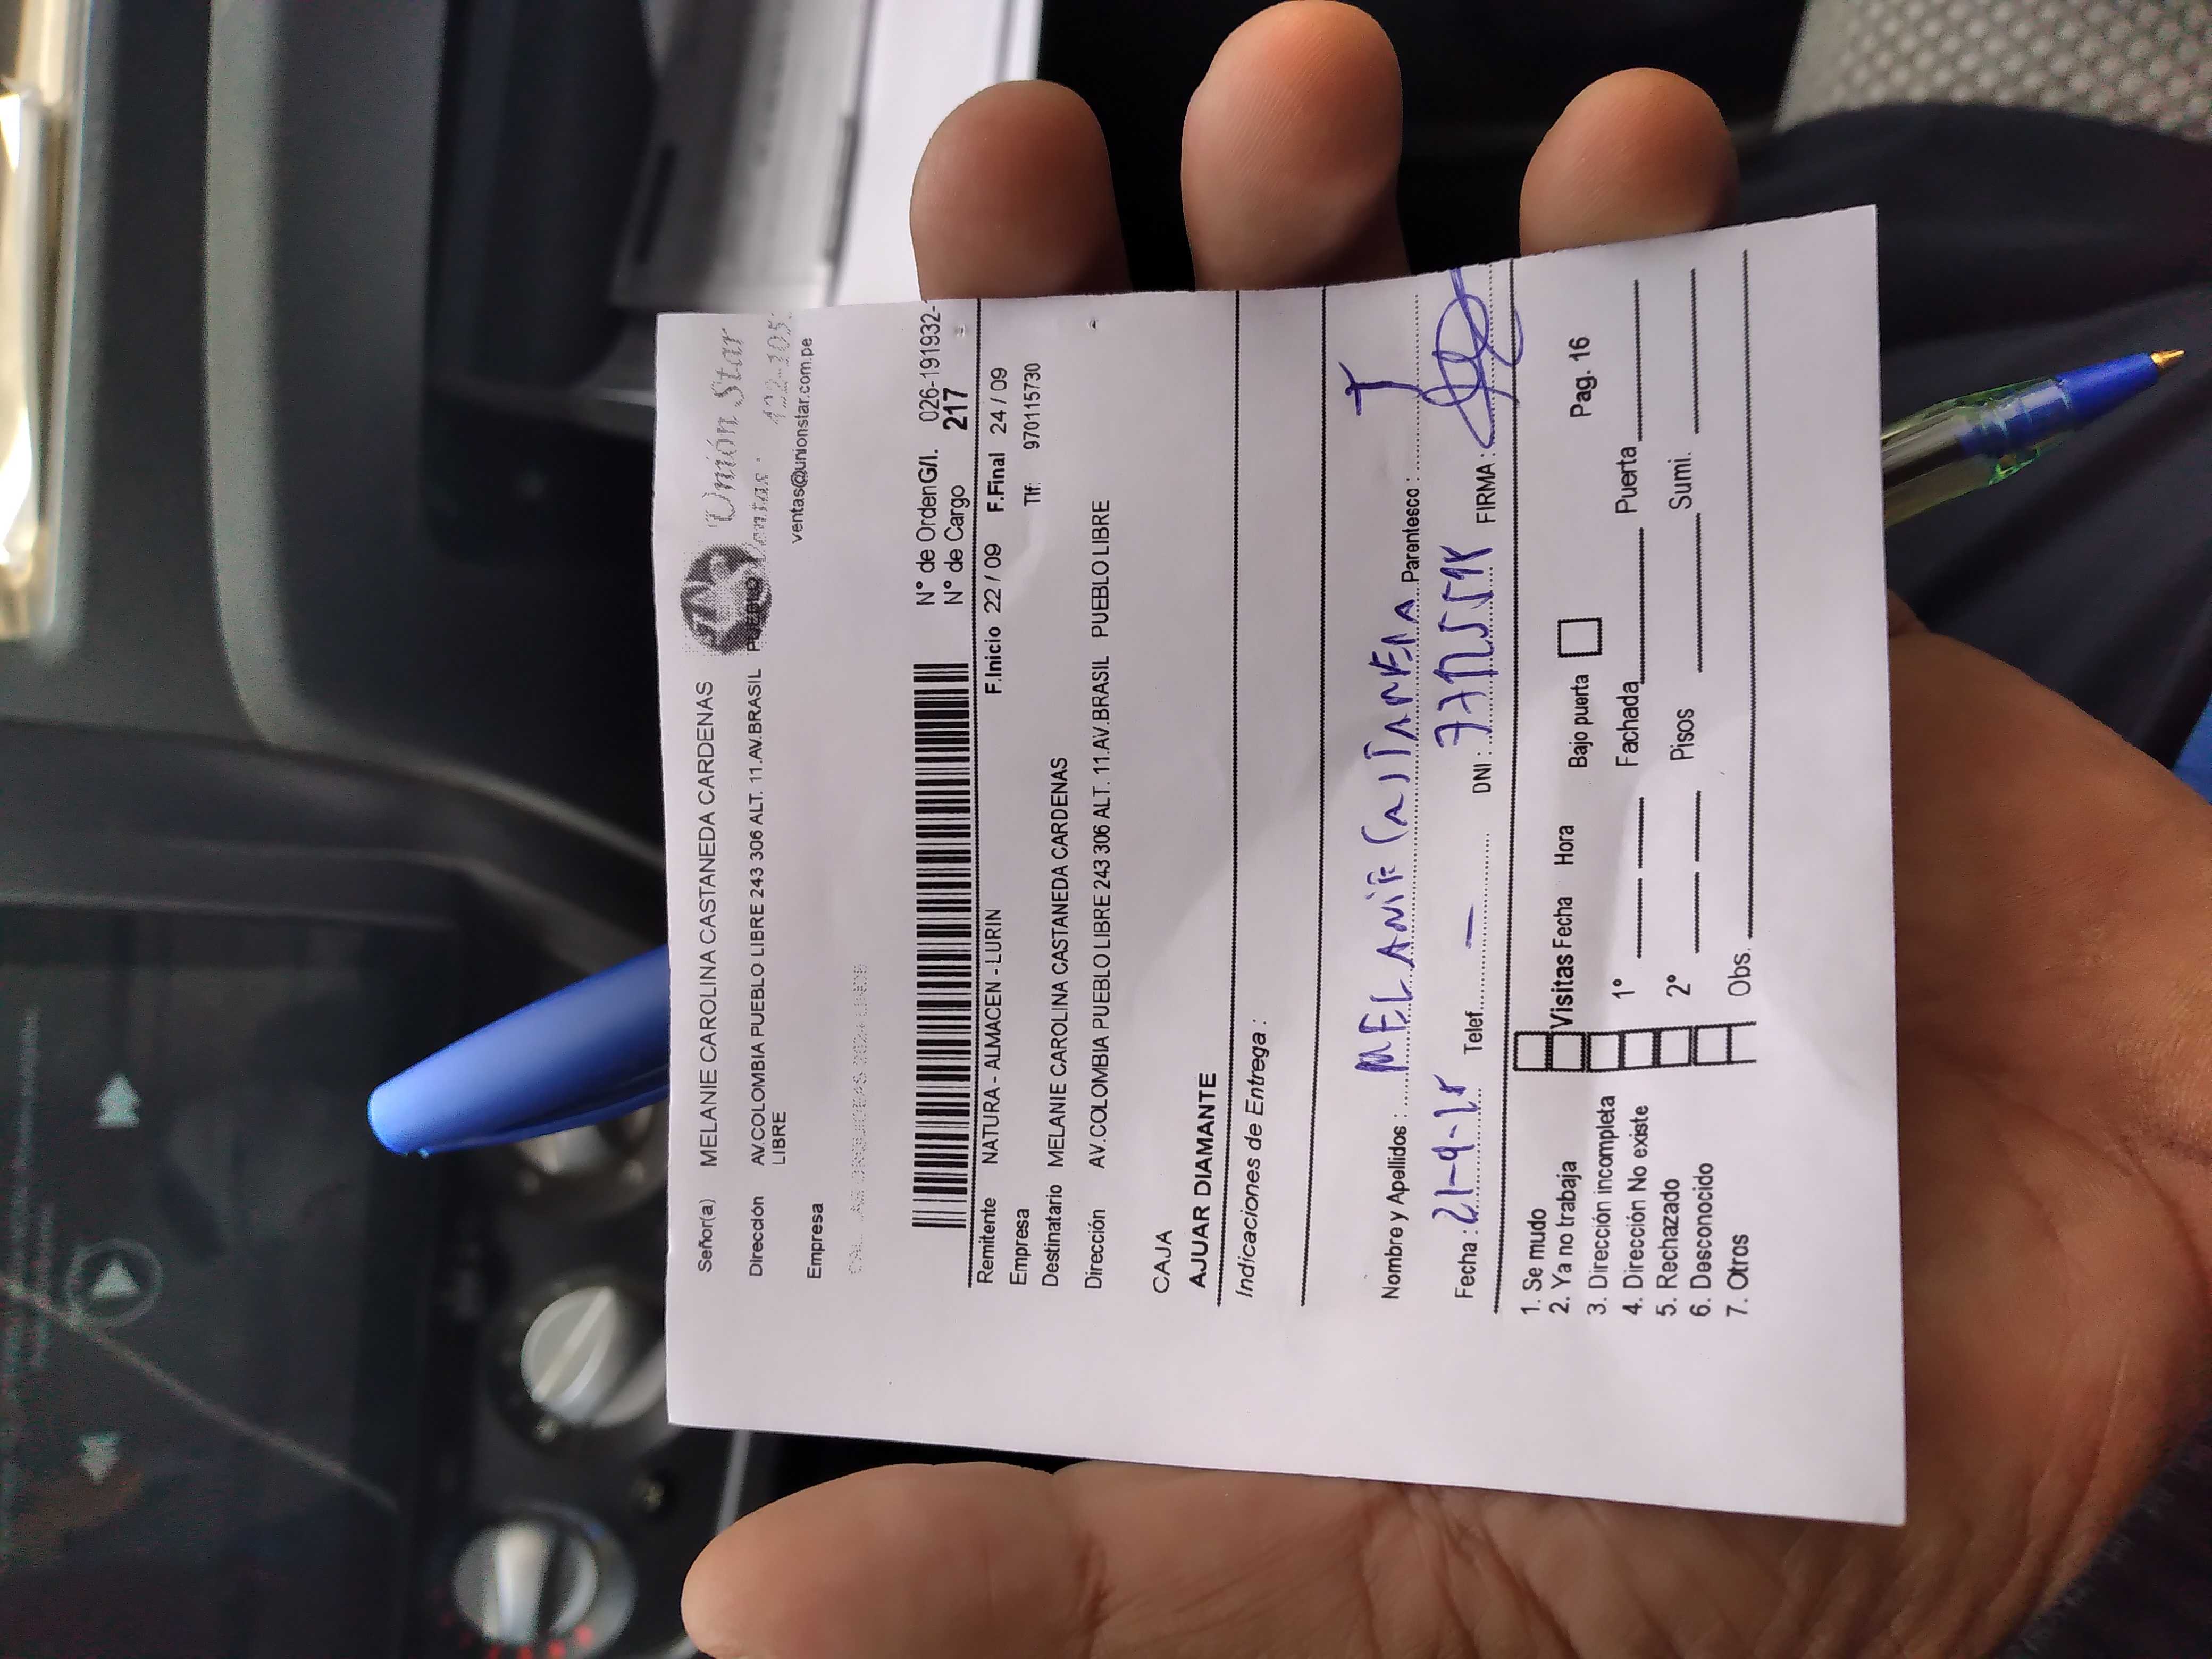 Señor(a) MELANIE CAROLINA CASTANEDA CARDENAS
Unión Star
Dirección AV.COLOMBIA PUEBLO LIBRE 243 306 ALT. 11.AV.BRASIL PUEBLO
LIBRE
Ventas: 422-105
ventas@unionstar.com.pe
Empresa
N° de OrdenG/I. 026-191932-
N° de Cargo 217
Remitente NATURA - ALMACEN - LURIN F.Inicio 22 / 09 F.Final 24 / 09
Empresa Tlf: 970115730
Destinatario MELANIE CAROLINA CASTANEDA CARDENAS
Dirección AV.COLOMBIA PUEBLO LIBRE 243 306 ALT. 11.AV.BRASIL PUEBLO LIBRE
CAJA
AJUAR DIAMANTE
Indicaciones de Entrega :
Nombre y Apellidos : MELANIE CASTANEDA Parentesco : T
Fecha : 21-9-25 Telef. — DNI : FIRMA :
1. Se mudo
2. Ya no trabaja Visitas Fecha Hora Bajo puerta Pag. 16
3. Dirección incompleta
4. Dirección No existe 1° Fachada Puerta
5. Rechazado
6. Desconocido 2° Pisos Sumi.
7. Otros Obs.